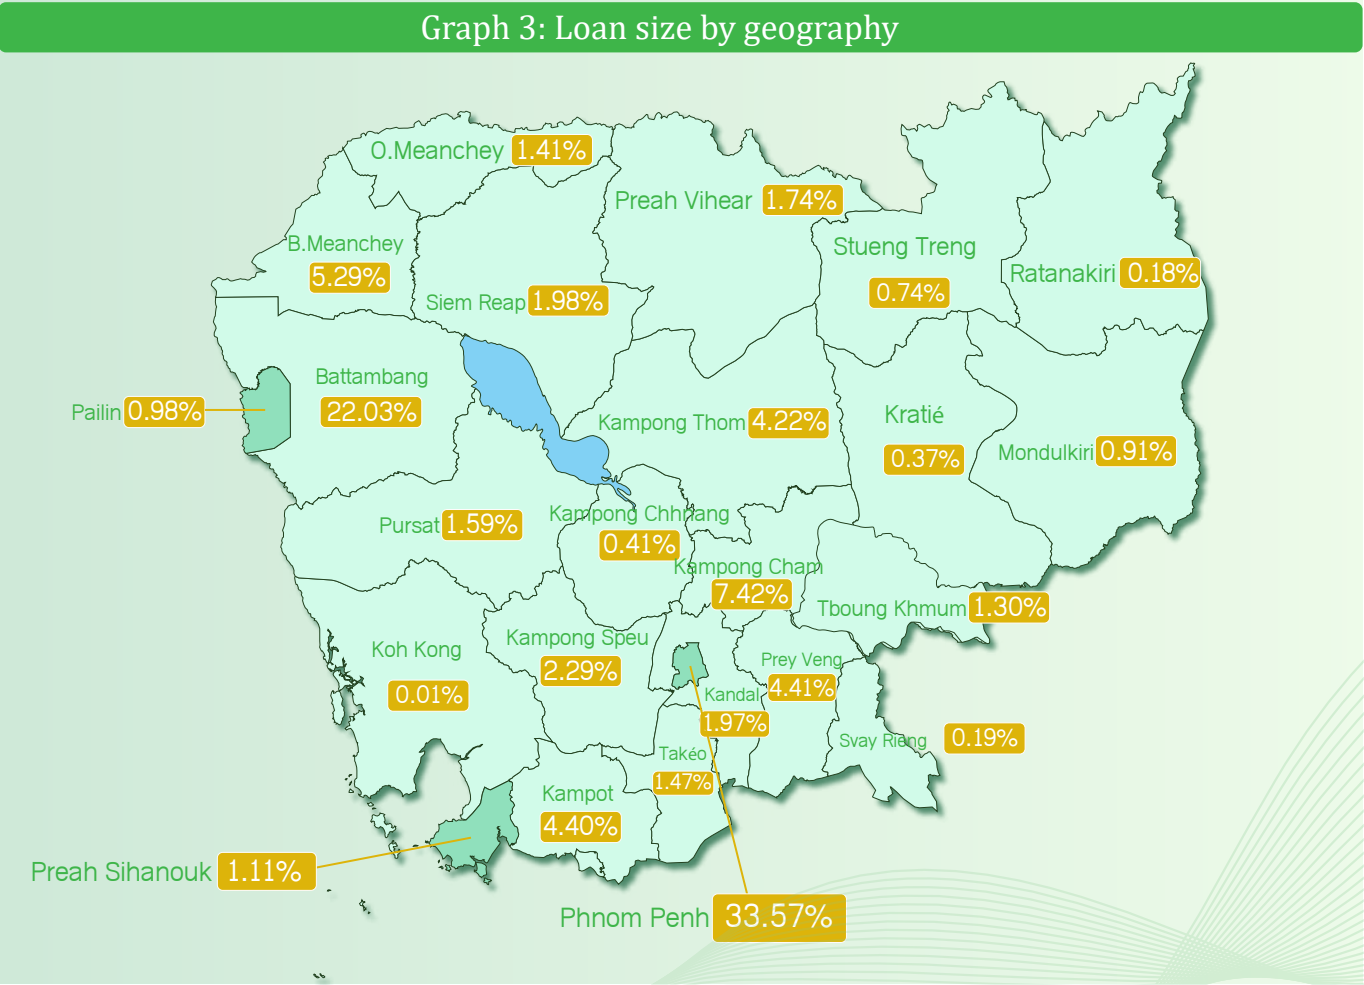 Graph 3: Loan size by geography
O.Meanchey 1.41%
Preah Vihear 1.74%
B.Meanchey
5.29%
Stueng Treng
0.74%
Ratanakiri 0.18%
Siem Reap 1.98%
Battambang
22.03%
Pailin 0.98%
Kampong Thom 4.22%
Kratié
0.37%
Mondulkiri 0.91%
Pursat 1.59%
Kampong Chhnang
0.41%
Kampong Cham
7.42%
Tboung Khmum 1.30%
Koh Kong
0.01%
Kampong Speu
2.29%
Prey Veng
4.41%
Kandal
1.97%
Svay Rieng 0.19%
Takéo
1.47%
Kampot
4.40%
Preah Sihanouk 1.11%
Phnom Penh 33.57%